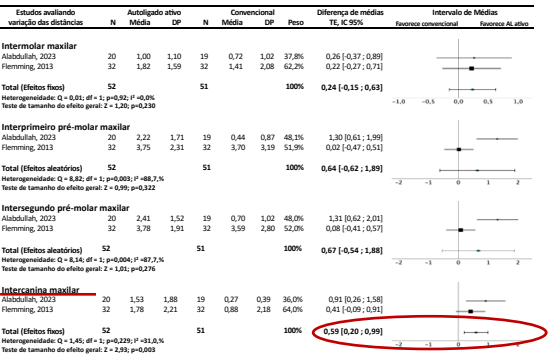 Estudos avaliando variação das distâncias N Autoligado ativo Média DP N Convencional Média DP Peso Diferença de médias TE, IC 95% Intervalo de Médias Favorece convencional Favorece AL ativo
Intermolar maxilar
Alabdullah, 2023 20 1,00 1,10 19 0,72 1,02 37,8% 0,26 [-0,37 ; 0,89]
Flemming, 2013 32 1,82 1,59 32 1,41 2,08 62,2% 0,22 [-0,27 ; 0,71]
Total (Efeitos fixos) 52 51 100% 0,24 [-0,15 ; 0,63]
Heterogeneidade: Q = 0,01; df = 1; p=0,92; I² =0,0%
Teste de tamanho do efeito geral: Z = 1,20; p=0,230
-1,0 -0,5 0 0,5 1,0
Interprimeiro pré-molar maxilar
Alabdullah, 2023 20 2,22 1,71 19 0,44 0,87 48,1% 1,30 [0,61 ; 1,99]
Flemming, 2013 32 3,75 2,31 32 3,70 3,19 51,9% 0,02 [-0,47 ; 0,51]
Total (Efeitos aleatórios) 52 51 100% 0,64 [-0,62 ; 1,89]
Heterogeneidade: Q = 8,82; df = 1; p=0,003; I² =88,7,%
Teste de tamanho do efeito geral: Z = 0,99; p=0,322
-2 -1 0 1 2
Intersegundo pré-molar maxilar
Alabdullah, 2023 20 2,41 1,52 19 0,70 1,02 48,0% 1,31 [0,62 ; 2,01]
Flemming, 2013 32 3,78 1,91 32 3,59 2,80 52,0% 0,08 [-0,41 ; 0,57]
Total (Efeitos aleatórios) 52 51 100% 0,67 [-0,54 ; 1,88]
Heterogeneidade: Q = 8,14; df = 1; p=0,004; I² =87,7,%
Teste de tamanho do efeito geral: Z = 1,01; p=0,276
-2 -1 0 1 2
Intercanina maxilar
Alabdullah, 2023 20 1,53 1,88 19 0,27 0,39 36,0% 0,91 [0,26 ; 1,58]
Flemming, 2013 32 1,78 2,21 32 0,88 2,18 64,0% 0,41 [-0,09 ; 0,91]
Total (Efeitos fixos) 52 51 100% 0,59 [0,20 ; 0,99]
Heterogeneidade: Q = 1,45; df = 1; p=0,229; I² =31,0,%
Teste de tamanho do efeito geral: Z = 2,93; p=0,003
-2 -1 0 1 2